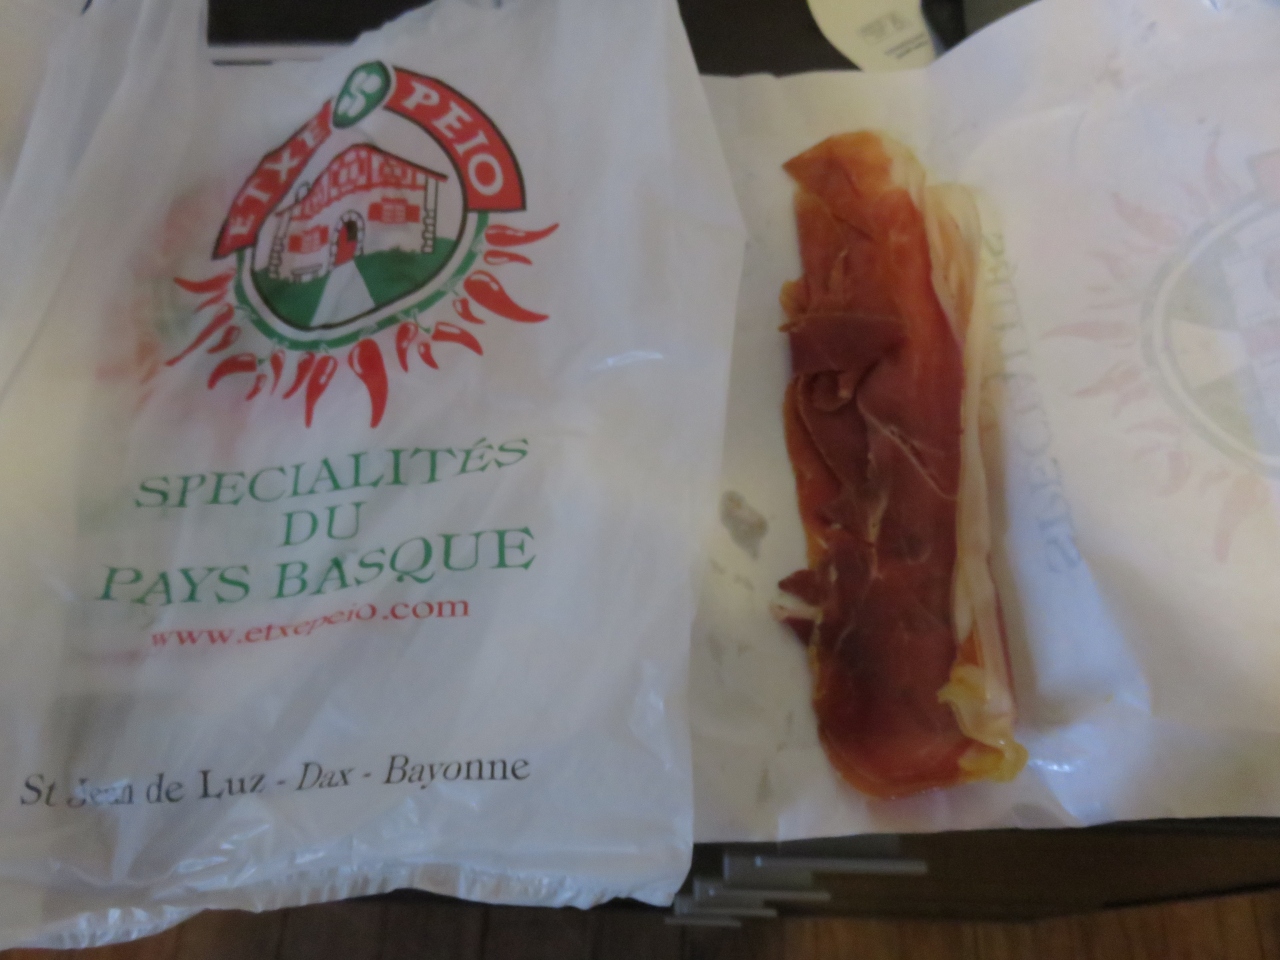 ETXE S PEIO
SPECIALITÉS
DU
PAYS BASQUE
www.etxepeio.com
St Jean de Luz - Dax - Bayonne